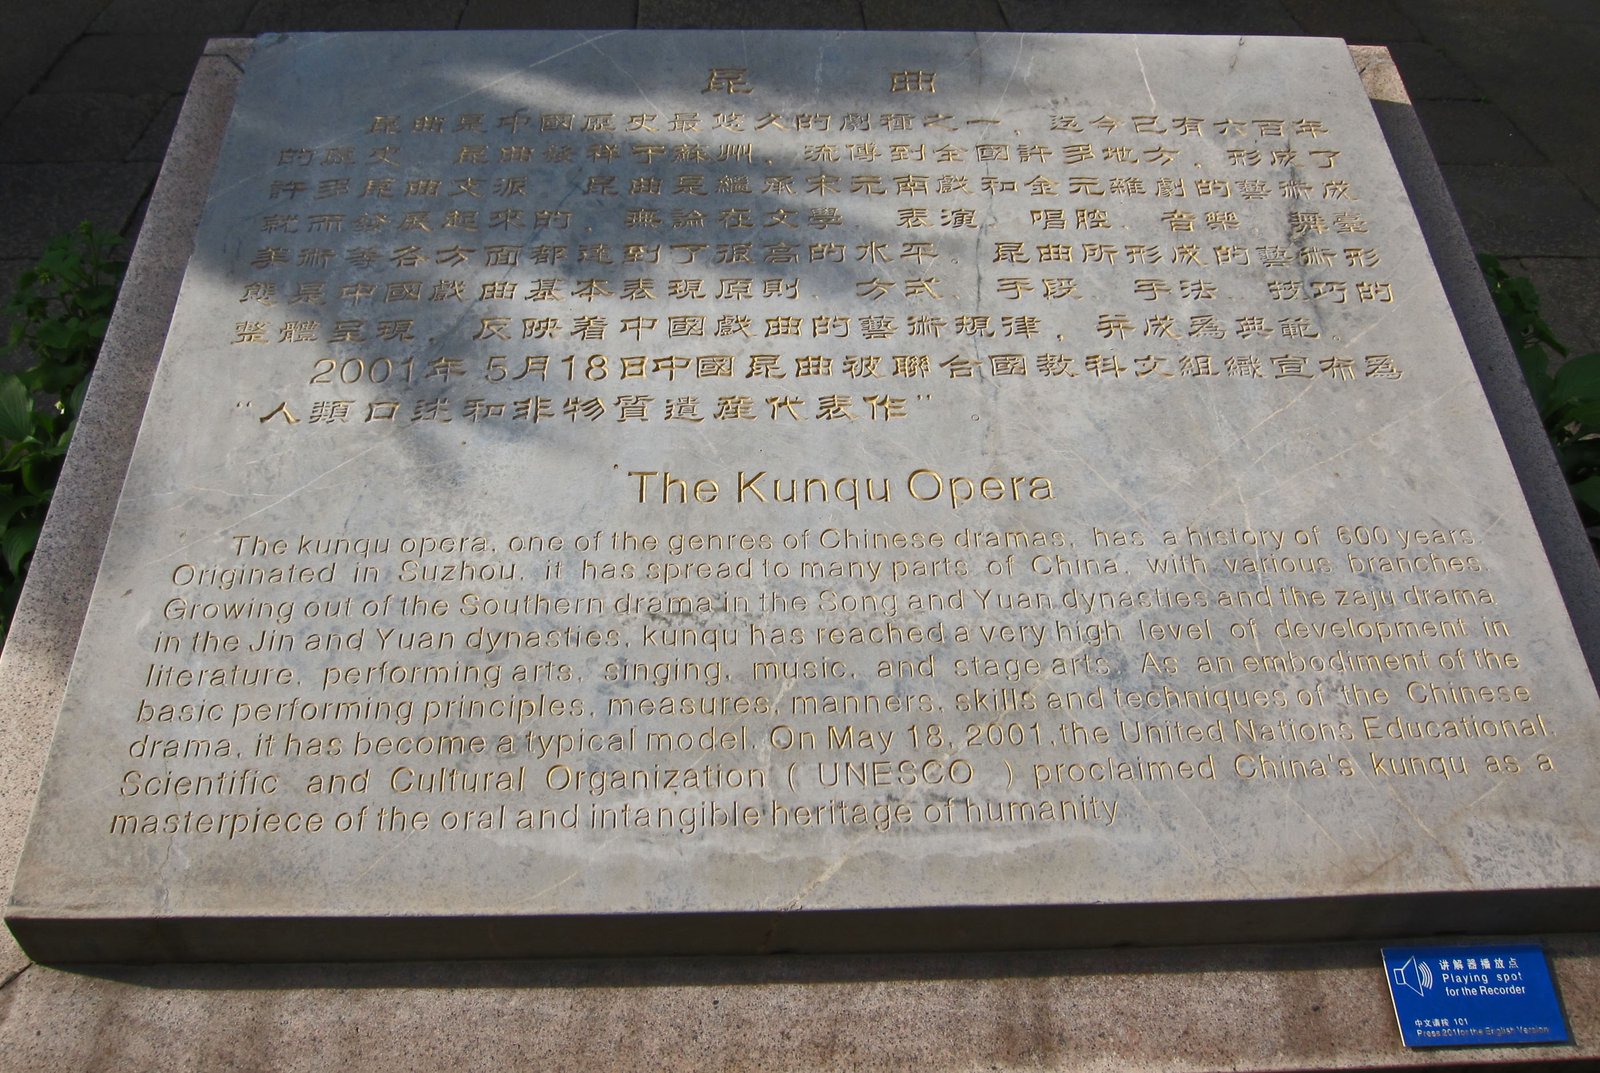 昆 曲
昆曲是中國歷史最悠久的劇種之一，迄今已有六百年
的歷史。昆曲發祥于蘇州，流傳到全國許多地方，形成了
許多昆曲支派。昆曲是繼承宋元南戲和金元雜劇的藝術成
就而發展起來的，無論在文學、表演、唱腔、音樂、舞臺
美術等各方面都達到了很高的水平。昆曲所形成的藝術形
態是中國戲曲基本表現原則、方式、手段、手法、技巧的
整體呈現，反映着中國戲曲的藝術規律，并成爲典範。
2001年 5月18日中國昆曲被聯合國教科文組織宣布爲
“人類口述和非物質遺産代表作”。
The Kunqu Opera
The kunqu opera, one of the genres of Chinese dramas, has a history of 600 years.
Originated in Suzhou, it has spread to many parts of China, with various branches.
Growing out of the Southern drama in the Song and Yuan dynasties and the zaju drama
in the Jin and Yuan dynasties, kunqu has reached a very high level of development in
literature, performing arts, singing, music, and stage arts. As an embodiment of the
basic performing principles, measures, manners, skills and techniques of the Chinese
drama, it has become a typical model. On May 18, 2001, the United Nations Educational,
Scientific and Cultural Organization ( UNESCO ) proclaimed China's kunqu as a
masterpiece of the oral and intangible heritage of humanity
讲解器播放点
Playing spot
for the Recorder
中文请按 101
Press 201 for the English Version